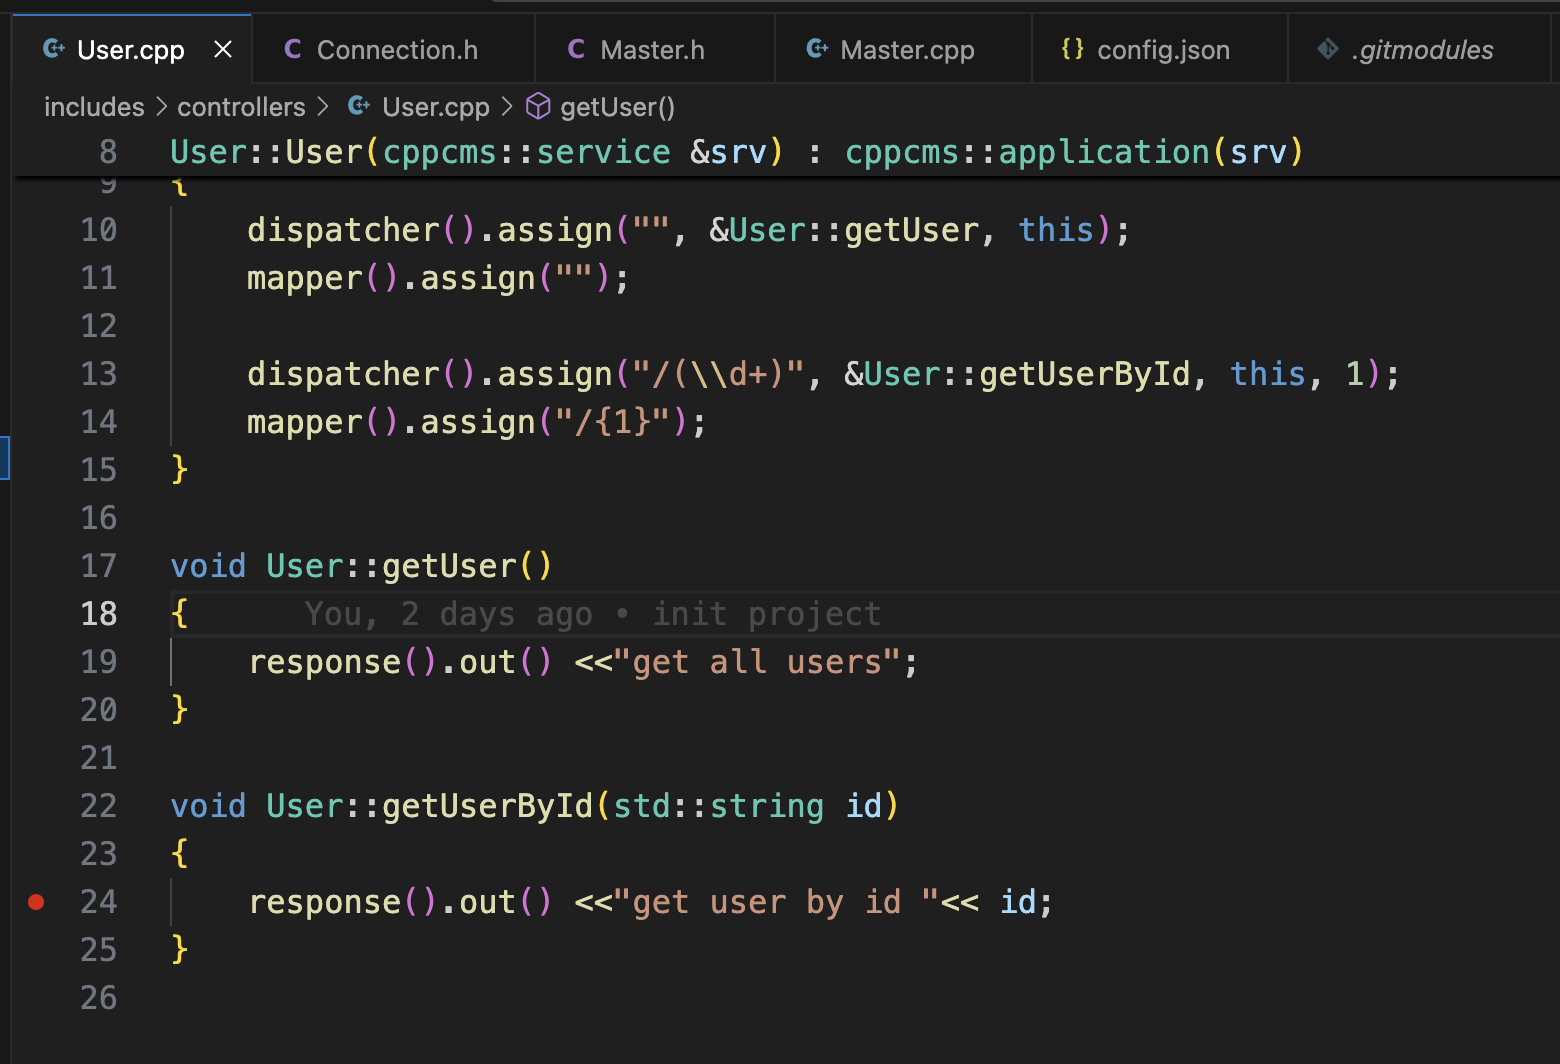 User.cpp Connection.h Master.h Master.cpp {} config.json .gitmodules
includes > controllers > User.cpp > getUser()
8 User::User(cppcms::service &srv) : cppcms::application(srv)
9 {
10     dispatcher().assign("", &User::getUser, this);
11     mapper().assign("");
12
13     dispatcher().assign("/(\\d+)", &User::getUserById, this, 1);
14     mapper().assign("/{1}");
15 }
16
17 void User::getUser()
18 {      You, 2 days ago • init project
19     response().out() <<"get all users";
20 }
21
22 void User::getUserById(std::string id)
23 {
24     response().out() <<"get user by id "<< id;
25 }
26